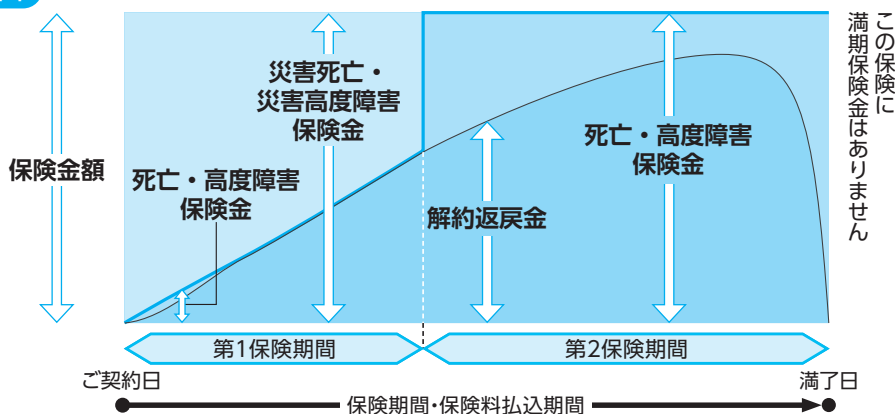 保険金額
災害死亡・
災害高度障害
保険金
死亡・高度障害
保険金
解約返戻金
死亡・高度障害
保険金
この保険に
満期保険金はありません
第1保険期間
第2保険期間
ご契約日
満了日
保険期間・保険料払込期間